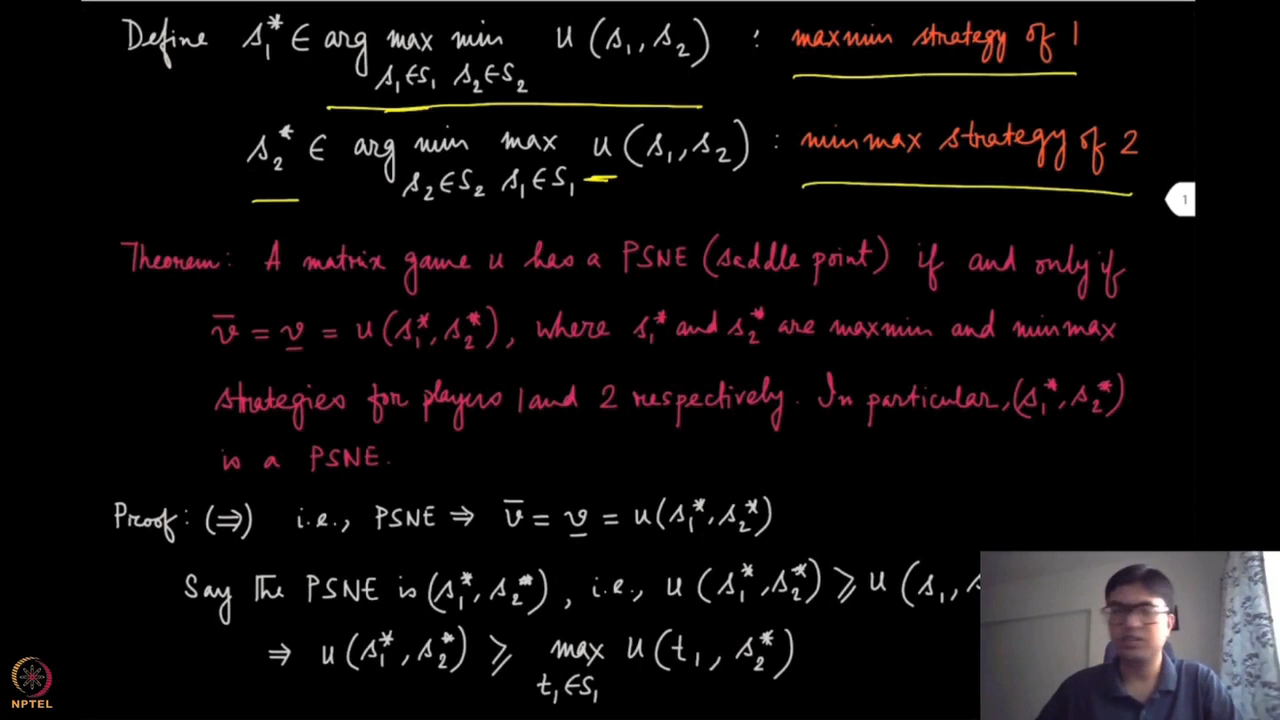 Define s₁* ∈ arg max min u(s₁, s₂) : maxmin strategy of 1
s₁∈S₁ s₂∈S₂
s₂* ∈ arg min max u(s₁, s₂) : minmax strategy of 2
s₂∈S₂ s₁∈S₁
1
Theorem: A matrix game u has a PSNE (saddle point) if and only if
v̅ = v̲ = u(s₁*, s₂*), where s₁* and s₂* are maxmin and minmax
strategies for players 1 and 2 respectively. In particular, (s₁*, s₂*)
is a PSNE.
Proof: (⇒) i.e., PSNE ⇒ v̅ = v̲ = u(s₁*, s₂*)
Say the PSNE is (s₁*, s₂*), i.e., u(s₁*, s₂*) ⩾ u(s₁,
⇒ u(s₁*, s₂*) ⩾ max u(t₁, s₂*)
t₁∈S₁
NPTEL